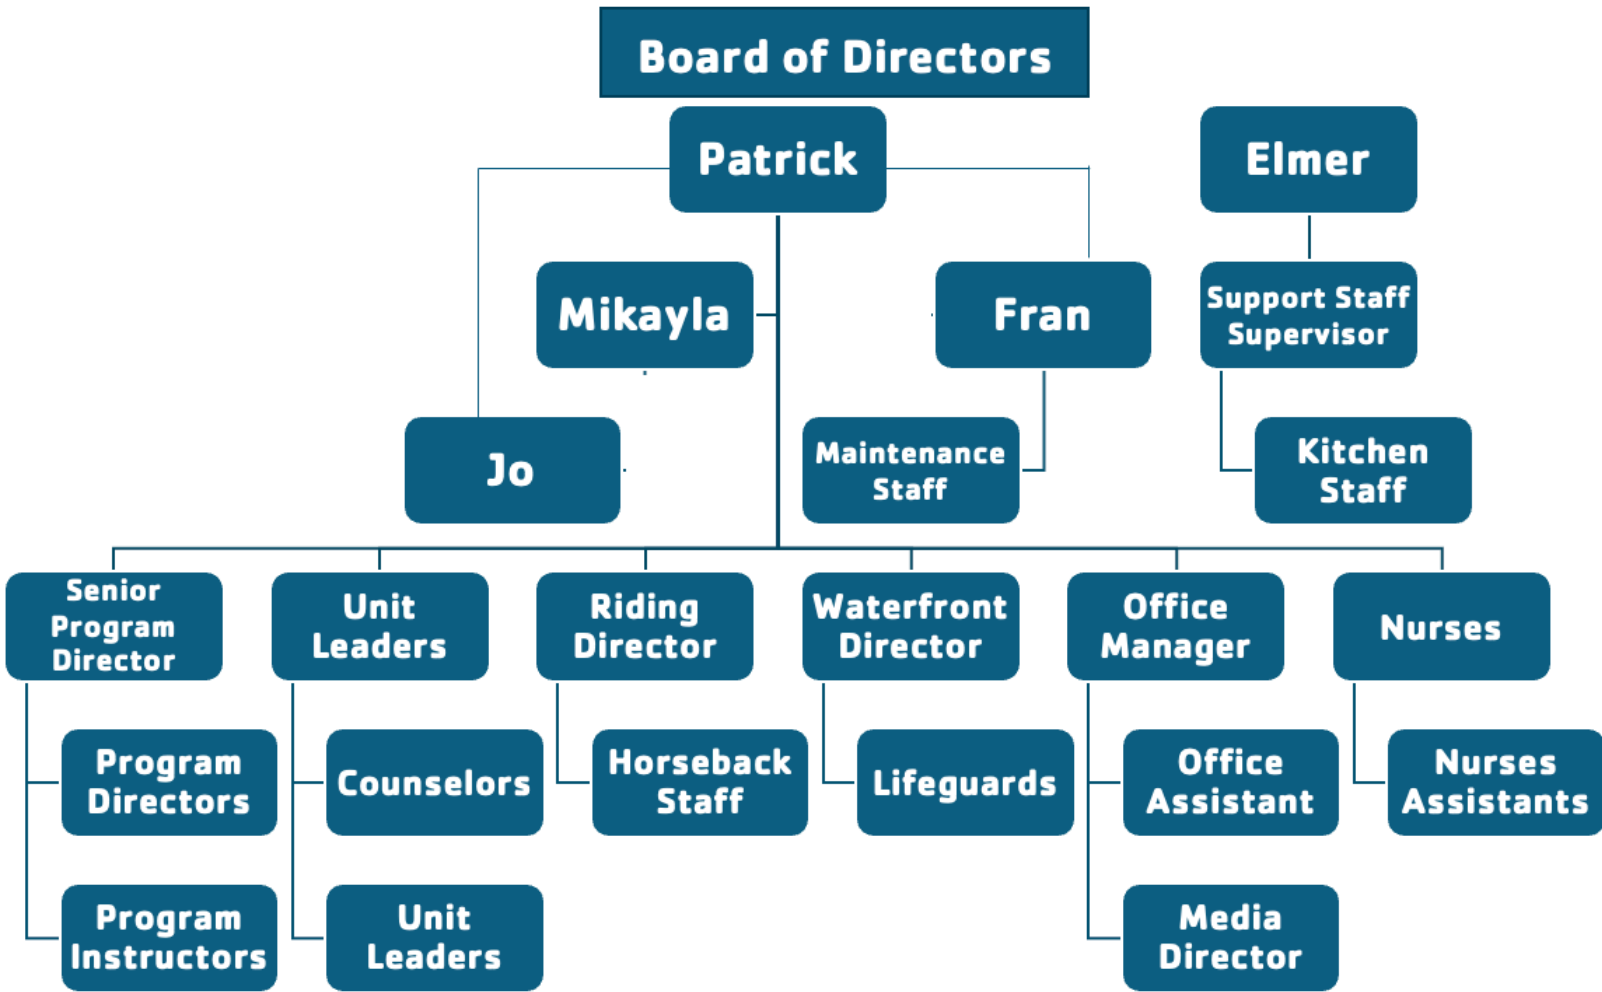 Board of Directors
Patrick
Elmer
Mikayla
Fran
Support Staff
Supervisor
Jo
Maintenance
Staff
Kitchen
Staff
Senior
Program
Director
Unit
Leaders
Riding
Director
Waterfront
Director
Office
Manager
Nurses
Program
Directors
Counselors
Horseback
Staff
Lifeguards
Office
Assistant
Nurses
Assistants
Program
Instructors
Unit
Leaders
Media
Director